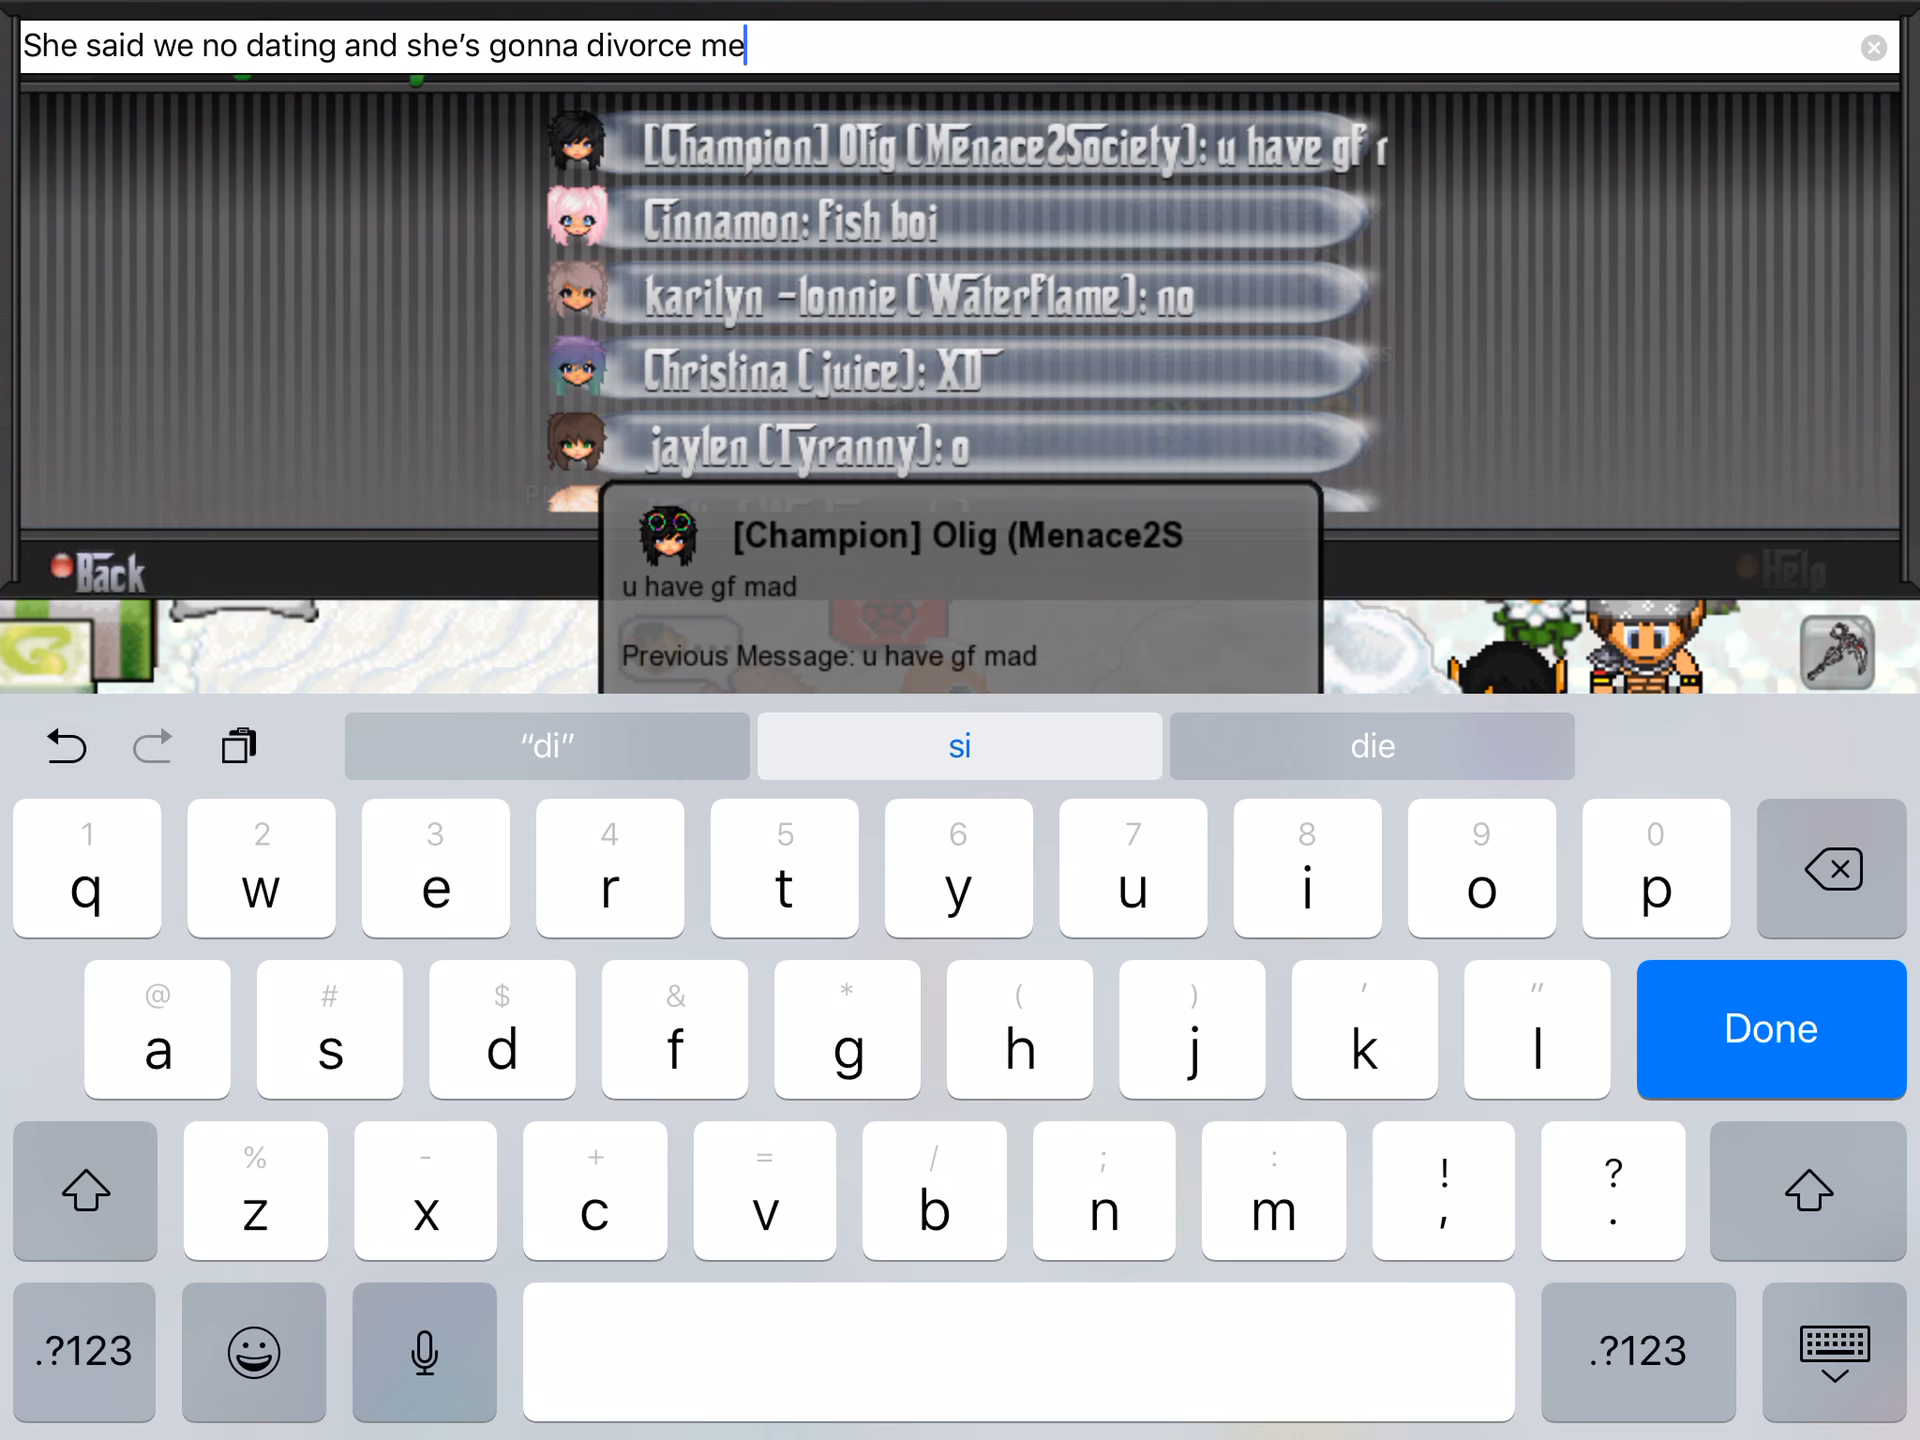 She said we no dating and she’s gonna divorce me
[Champion] Olig (Menace2Society): u have gf r
Cinnamon: fish boi
karilyn -lonnie (Waterflame): no
Christina (juice): XD
jaylen (Tyranny): o
[Champion] Olig (Menace2S
u have gf mad
Previous Message: u have gf mad
Back
Help
“di”
si
die
1 2 3 4 5 6 7 8 9 0
q w e r t y u i o p
@ # $ & * ( ) ' "
a s d f g h j k l Done
% - + = / ; : ! ?
z x c v b n m , .
.?123 .?123